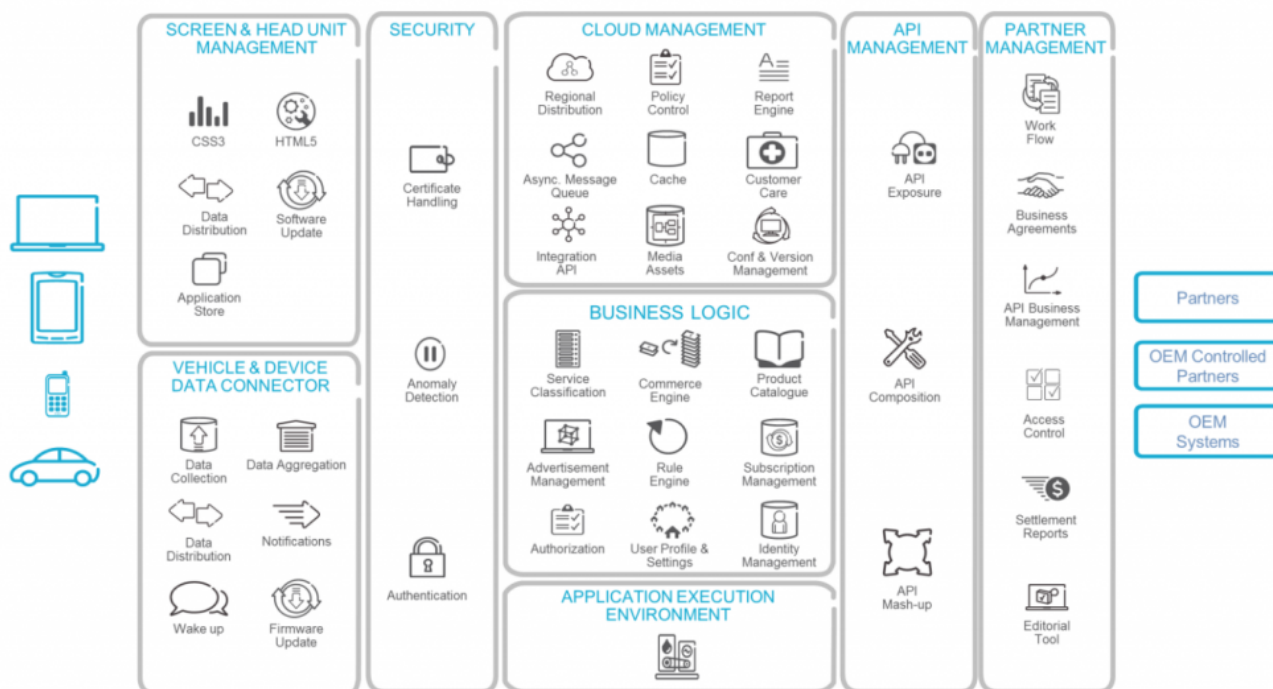 SCREEN & HEAD UNIT
MANAGEMENT
CSS3
HTML5
Data
Distribution
Software
Update
Application
Store
VEHICLE & DEVICE
DATA CONNECTOR
Data
Collection
Data Aggregation
Data
Distribution
Notifications
Wake up
Firmware
Update
SECURITY
Certificate
Handling
Anomaly
Detection
Authentication
CLOUD MANAGEMENT
Regional
Distribution
Policy
Control
Report
Engine
Async. Message
Queue
Cache
Customer
Care
Integration
API
Media
Assets
Conf & Version
Management
BUSINESS LOGIC
Service
Classification
Commerce
Engine
Product
Catalogue
Advertisement
Management
Rule
Engine
Subscription
Management
Authorization
User Profile &
Settings
Identity
Management
APPLICATION EXECUTION
ENVIRONMENT
API
MANAGEMENT
API
Exposure
API
Composition
API
Mash-up
PARTNER
MANAGEMENT
Work
Flow
Business
Agreements
API Business
Management
Access
Control
Settlement
Reports
Editorial
Tool
Partners
OEM Controlled
Partners
OEM
Systems